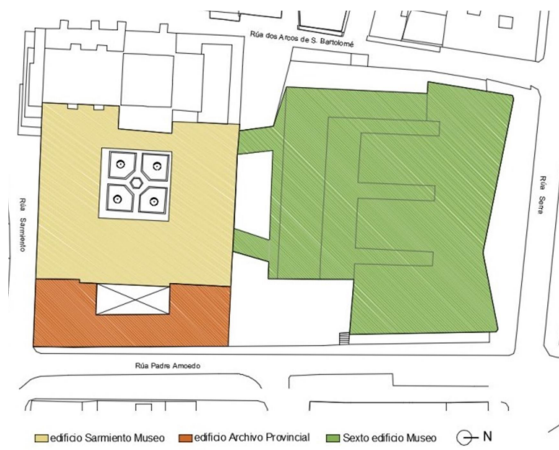 Rúa dos Arcos de S. Bartolomé
Rúa Sarmiento
Rúa Serra
Rúa Padre Amoedo
edificio Sarmiento Museo
edificio Archivo Provincial
Sexto edificio Museo
N